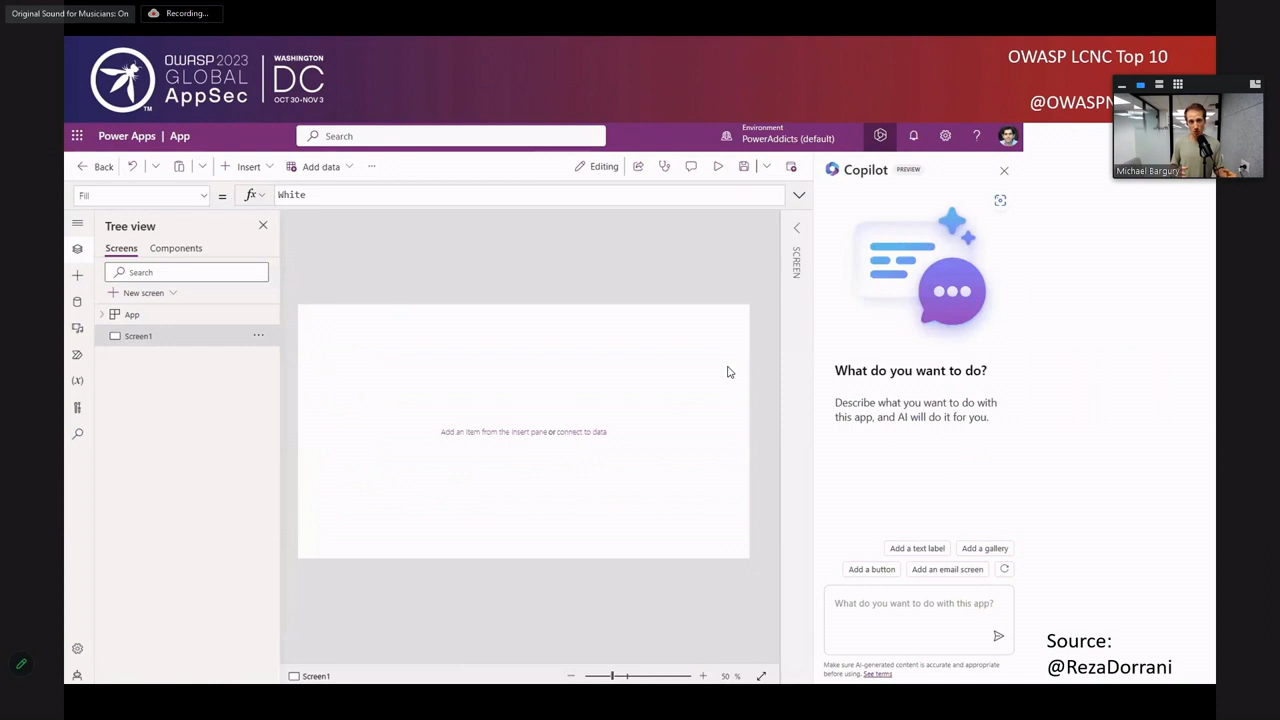 Original Sound for Musicians: On
Recording...
OWASP 2023
GLOBAL
AppSec
WASHINGTON
DC
OCT 30-NOV 3
TM
OWASP LCNC Top 10
@OWASPN
Michael Bargury
Power Apps | App
Search
Environment
PowerAddicts (default)
Back
Insert
Add data
Editing
Copilot
PREVIEW
Fill
=
fx
White
Tree view
Screens
Components
Search
New screen
App
Screen1
Add an item from the Insert pane or connect to data
SCREEN
What do you want to do?
Describe what you want to do with
this app, and AI will do it for you.
Add a text label
Add a gallery
Add a button
Add an email screen
What do you want to do with this app?
Make sure AI-generated content is accurate and appropriate
before using. See terms
Screen1
50 %
Source:
@RezaDorrani